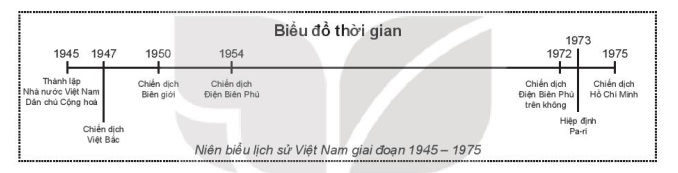 Biểu đồ thời gian
1973
1945 1947 1950 1954 1972 1975
Thành lập
Nhà nước Việt Nam
Dân chủ Cộng hoà
Chiến dịch
Việt Bắc
Chiến dịch
Biên giới
Chiến dịch
Điện Biên Phủ
Chiến dịch
Điện Biên Phủ
trên không
Hiệp định
Pa-ri
Chiến dịch
Hồ Chí Minh
Niên biểu lịch sử Việt Nam giai đoạn 1945 – 1975